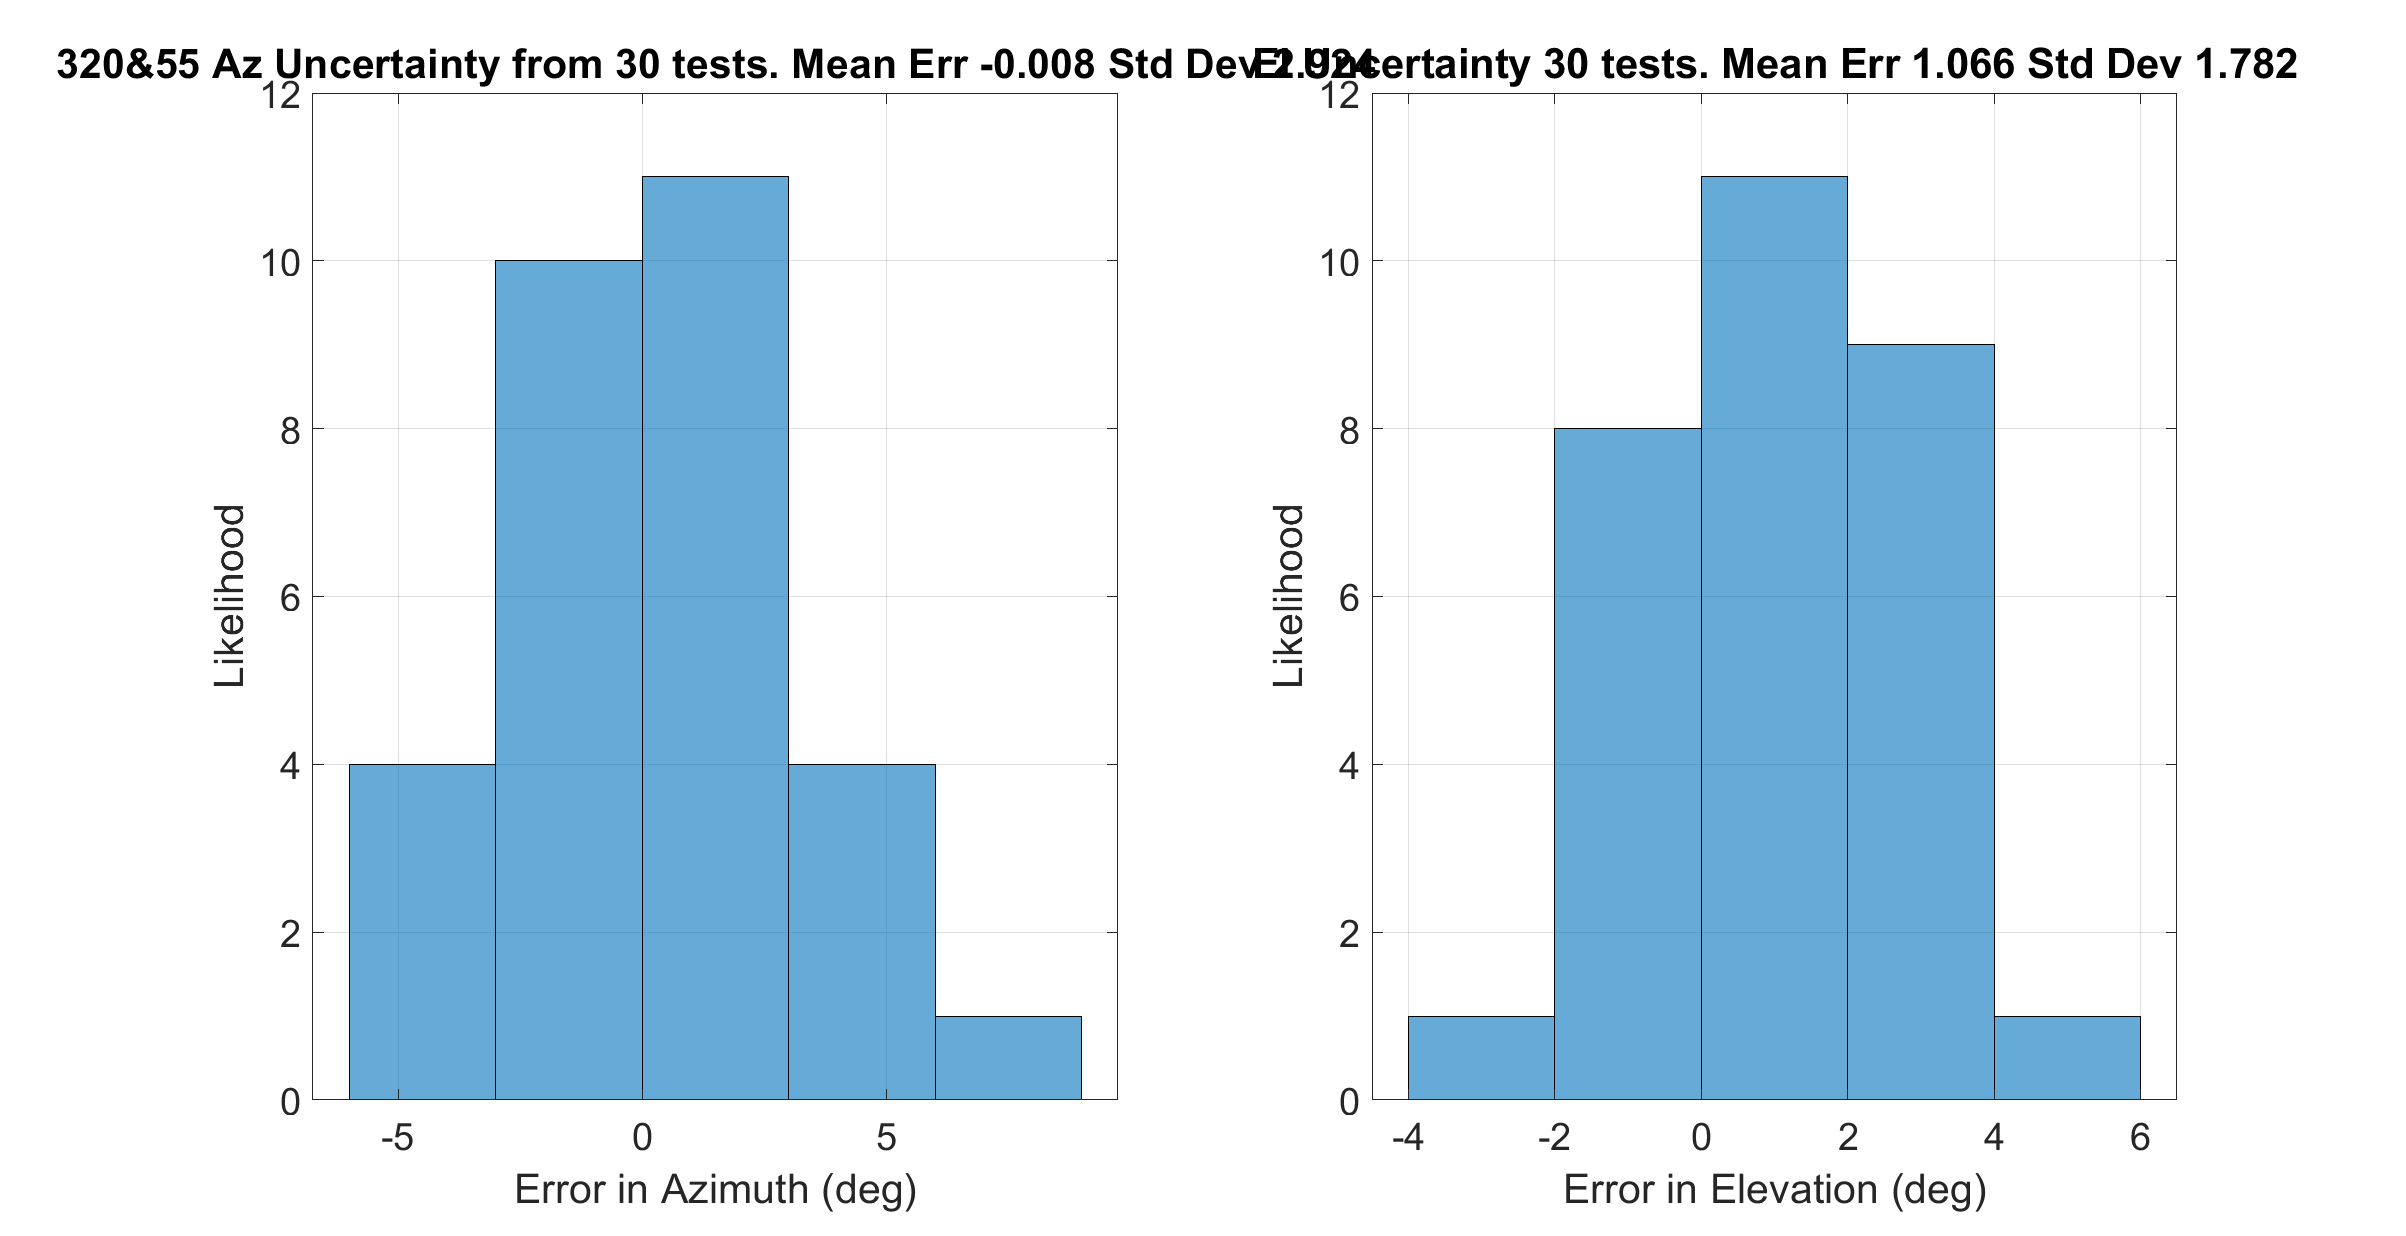 320&55 Az Uncertainty from 30 tests. Mean Err -0.008 Std Dev
Uncertainty 30 tests. Mean Err 1.066 Std Dev 1.782
12
10
8
6
4
2
0
Likelihood
-5 0 5
Error in Azimuth (deg)
12
10
8
6
4
2
0
Likelihood
-4 -2 0 2 4 6
Error in Elevation (deg)